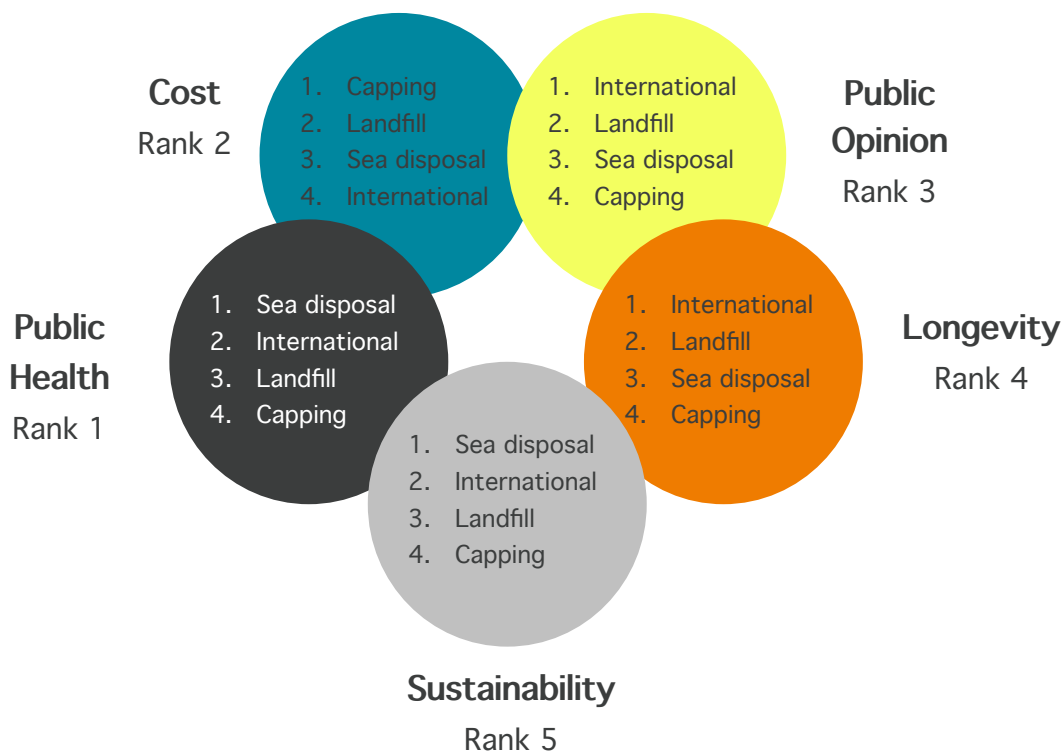 Cost
Rank 2
1. Capping
2. Landfill
3. Sea disposal
4. International
1. International
2. Landfill
3. Sea disposal
4. Capping
Public
Opinion
Rank 3
Public
Health
Rank 1
1. Sea disposal
2. International
3. Landfill
4. Capping
1. International
2. Landfill
3. Sea disposal
4. Capping
Longevity
Rank 4
1. Sea disposal
2. International
3. Landfill
4. Capping
Sustainability
Rank 5